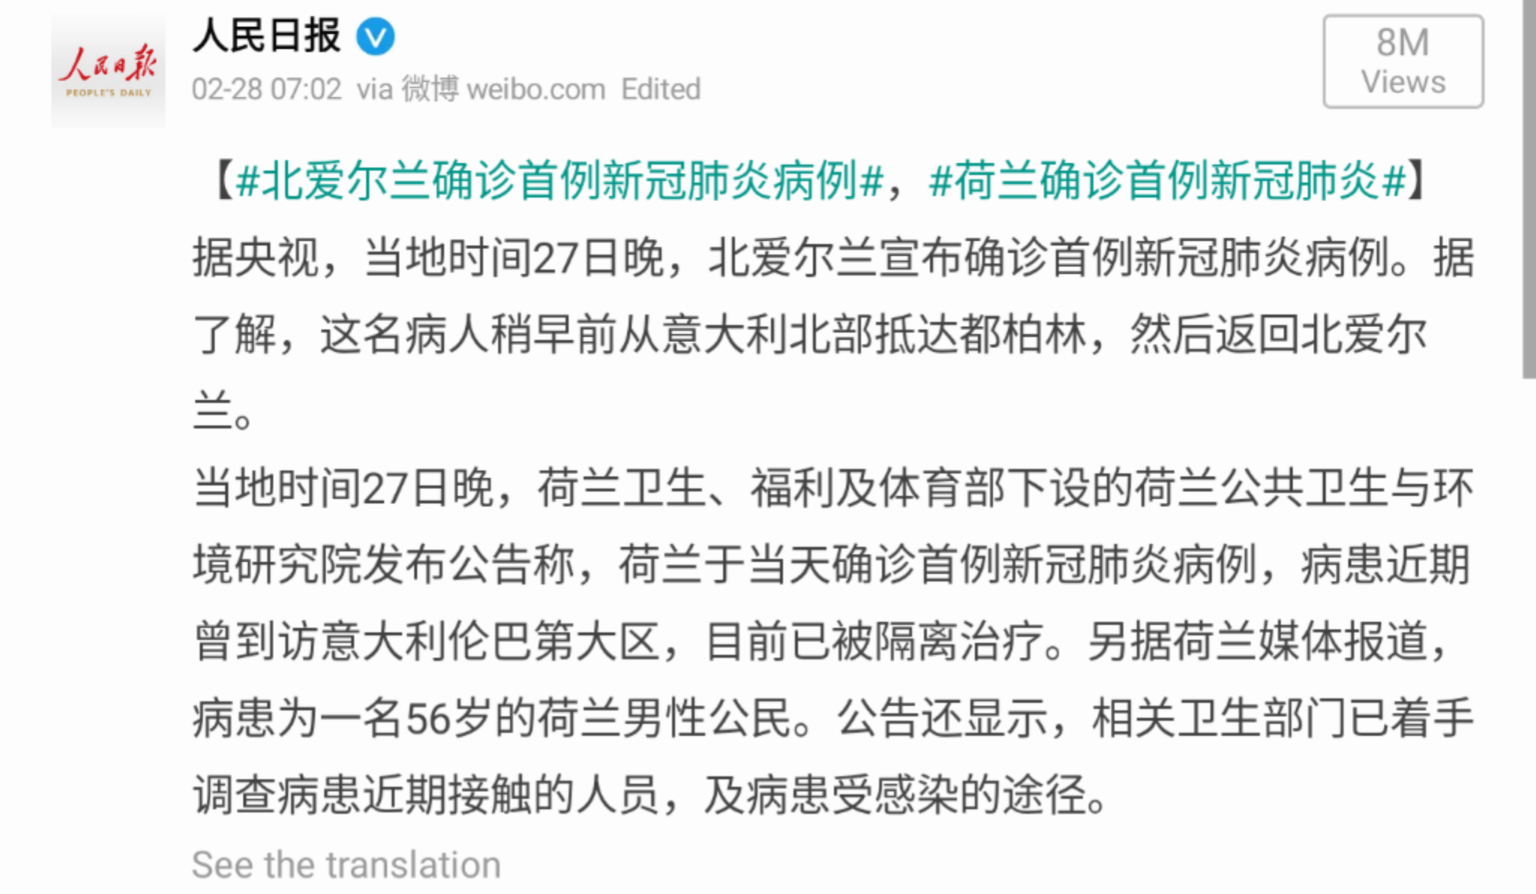 人民日报
PEOPLE'S DAILY
人民日报
02-28 07:02 via 微博 weibo.com Edited
8M
Views
【#北爱尔兰确诊首例新冠肺炎病例#，#荷兰确诊首例新冠肺炎#】
据央视，当地时间27日晚，北爱尔兰宣布确诊首例新冠肺炎病例。据
了解，这名病人稍早前从意大利北部抵达都柏林，然后返回北爱尔
兰。
当地时间27日晚，荷兰卫生、福利及体育部下设的荷兰公共卫生与环
境研究院发布公告称，荷兰于当天确诊首例新冠肺炎病例，病患近期
曾到访意大利伦巴第大区，目前已被隔离治疗。另据荷兰媒体报道，
病患为一名56岁的荷兰男性公民。公告还显示，相关卫生部门已着手
调查病患近期接触的人员，及病患受感染的途径。
See the translation